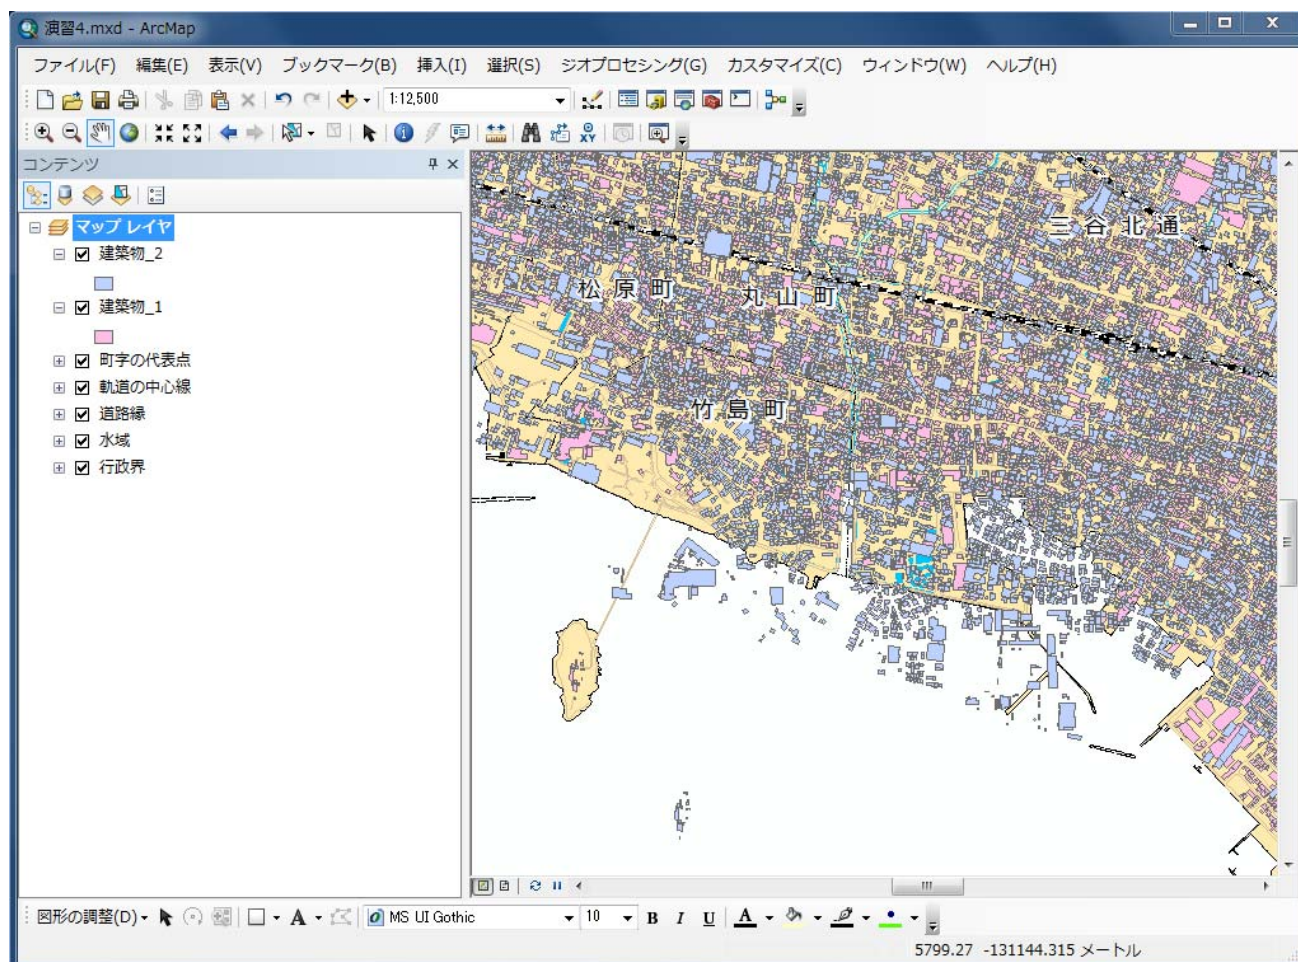 演習4.mxd - ArcMap
ファイル(F) 編集(E) 表示(V) ブックマーク(B) 挿入(I) 選択(S) ジオプロセシング(G) カスタマイズ(C) ウィンドウ(W) ヘルプ(H)
1:12,500
XY
コンテンツ
マップ レイヤ
建築物_2
建築物_1
町字の代表点
軌道の中心線
道路縁
水域
行政界
三谷北通
松原町
丸山町
竹島町
図形の調整(D) A MS UI Gothic 10 B I U A
5799.27 -131144.315 メートル